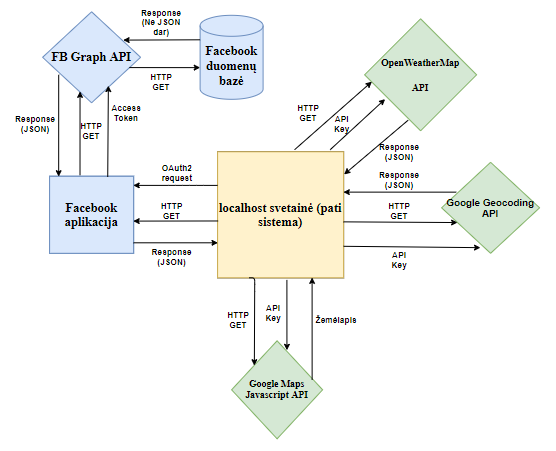 Response
(Ne JSON
dar)
FB Graph API
Facebook
duomenų
bazė
HTTP
GET
OpenWeatherMap
API
HTTP
GET
API
Key
Response
(JSON)
Response
(JSON)
HTTP
GET
Access
Token
Facebook
aplikacija
OAuth2
request
HTTP
GET
Response
(JSON)
localhost svetainė (pati
sistema)
Response
(JSON)
HTTP
GET
API
Key
Google Geocoding
API
HTTP
GET
API
Key
Žemėlapis
Google Maps
Javascript API